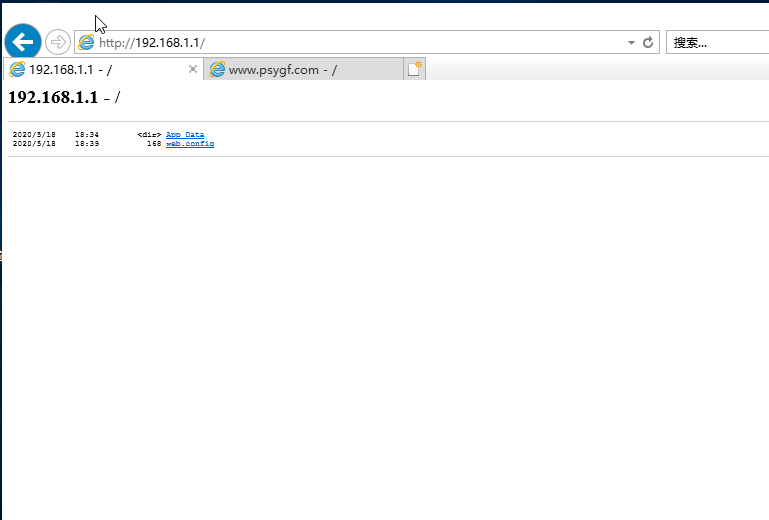 http://192.168.1.1/
搜索...
192.168.1.1 - /
www.psygf.com - /
192.168.1.1 - /
2020/5/18 18:34 <dir> App_Data
2020/5/18 18:39 168 web.config